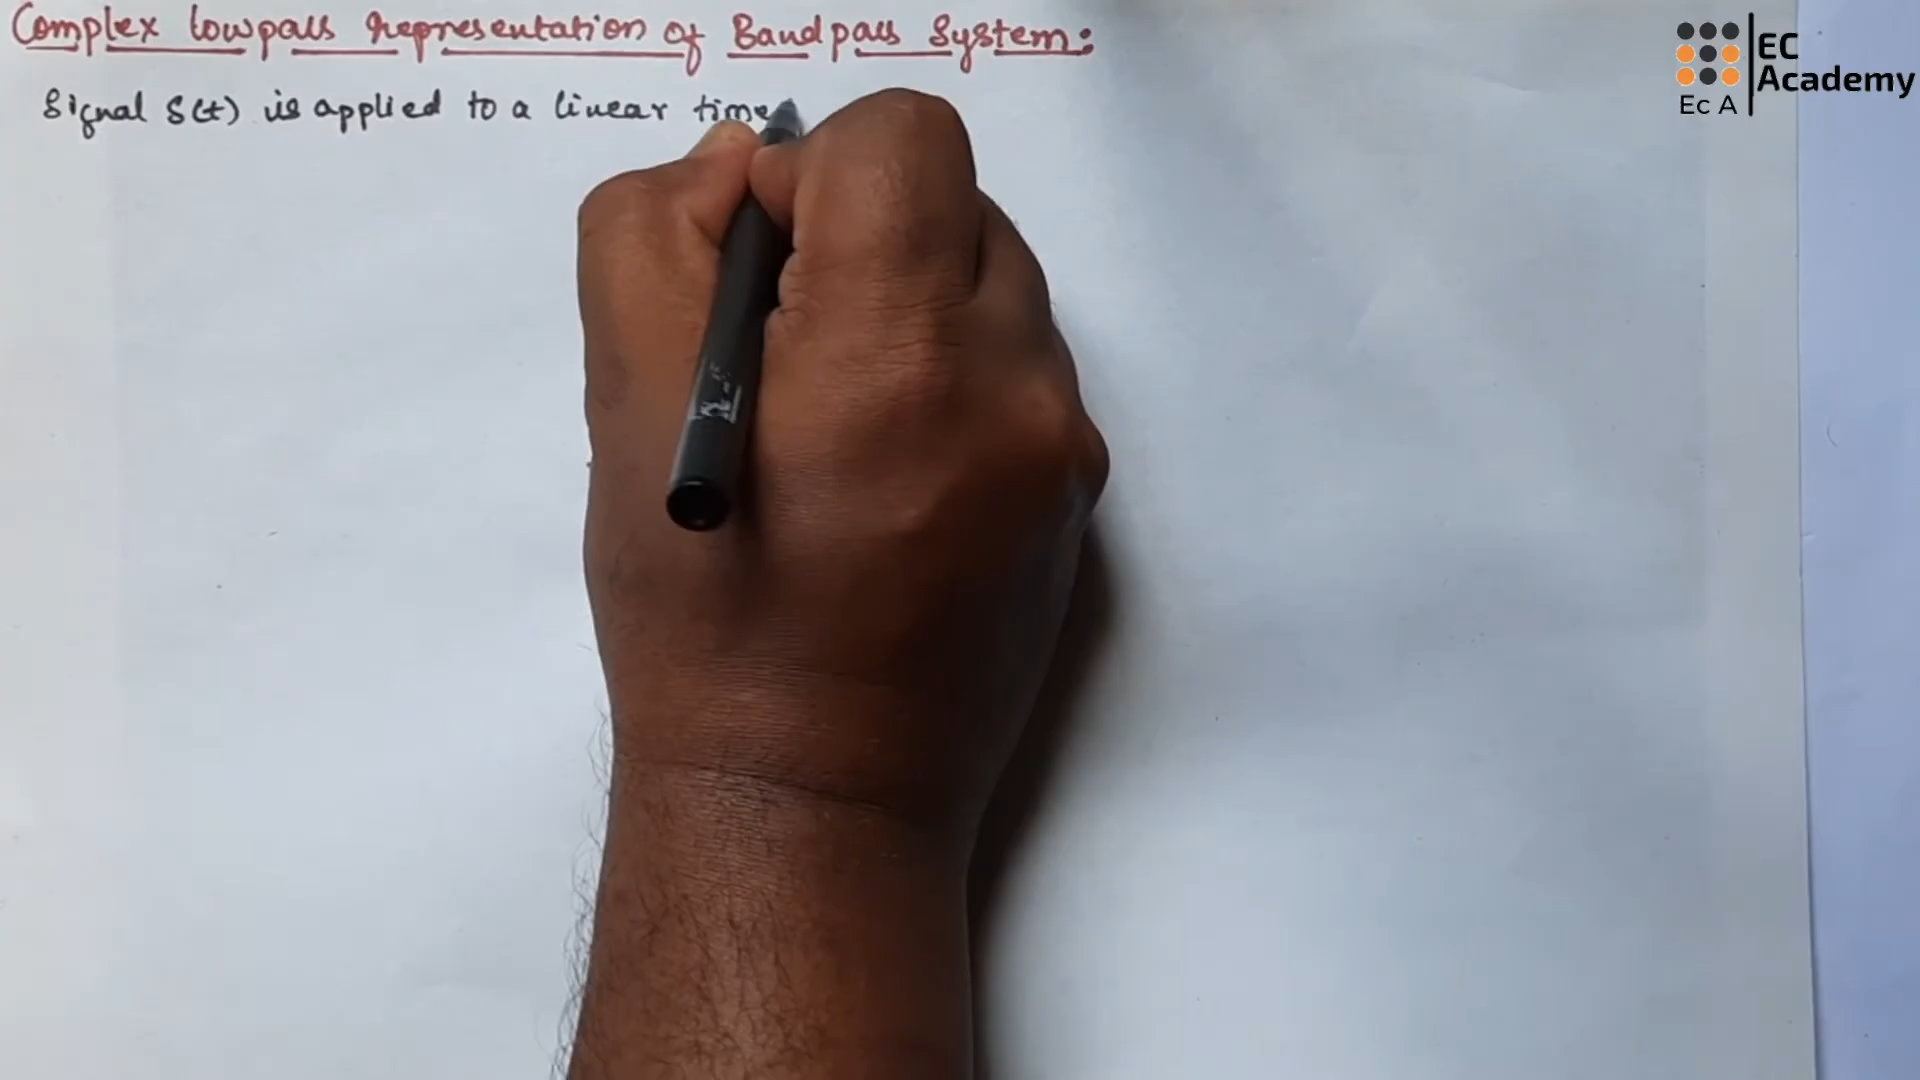 Complex lowpass representation of Bandpass System:
Signal S(t) is applied to a linear time
EC
Academy
Ec A